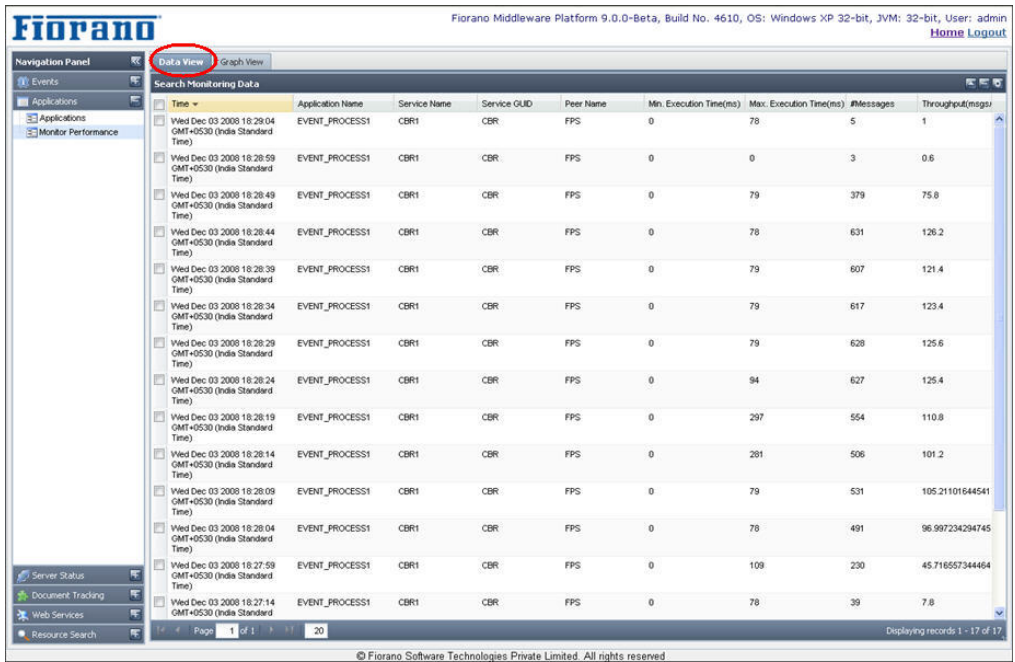 Fiorano
Fiorano Middleware Platform 9.0.0-Beta, Build No. 4610, OS: Windows XP 32-bit, JVM: 32-bit, User: admin
Home Logout
Navigation Panel
Events
Applications
Applications
Monitor Performance
Server Status
Document Tracking
Web Services
Resource Search
Data View Graph View
Search Monitoring Data
Time Application Name Service Name Service GUID Peer Name Min. Execution Time(ms) Max. Execution Time(ms) #Messages Throughput(msgs/
Wed Dec 03 2008 18:29:04 EVENT_PROCESS1 CBR1 CBR FPS 0 78 5 1
GMT+0530 (India Standard
Time)
Wed Dec 03 2008 18:28:59 EVENT_PROCESS1 CBR1 CBR FPS 0 0 3 0.6
GMT+0530 (India Standard
Time)
Wed Dec 03 2008 18:28:49 EVENT_PROCESS1 CBR1 CBR FPS 0 79 379 75.8
GMT+0530 (India Standard
Time)
Wed Dec 03 2008 18:28:44 EVENT_PROCESS1 CBR1 CBR FPS 0 78 631 126.2
GMT+0530 (India Standard
Time)
Wed Dec 03 2008 18:28:39 EVENT_PROCESS1 CBR1 CBR FPS 0 79 607 121.4
GMT+0530 (India Standard
Time)
Wed Dec 03 2008 18:28:34 EVENT_PROCESS1 CBR1 CBR FPS 0 79 617 123.4
GMT+0530 (India Standard
Time)
Wed Dec 03 2008 18:28:29 EVENT_PROCESS1 CBR1 CBR FPS 0 79 628 125.6
GMT+0530 (India Standard
Time)
Wed Dec 03 2008 18:28:24 EVENT_PROCESS1 CBR1 CBR FPS 0 94 627 125.4
GMT+0530 (India Standard
Time)
Wed Dec 03 2008 18:28:19 EVENT_PROCESS1 CBR1 CBR FPS 0 297 554 110.8
GMT+0530 (India Standard
Time)
Wed Dec 03 2008 18:28:14 EVENT_PROCESS1 CBR1 CBR FPS 0 281 506 101.2
GMT+0530 (India Standard
Time)
Wed Dec 03 2008 18:28:09 EVENT_PROCESS1 CBR1 CBR FPS 0 79 531 105.21101644541
GMT+0530 (India Standard
Time)
Wed Dec 03 2008 18:28:04 EVENT_PROCESS1 CBR1 CBR FPS 0 78 491 96.997234294745
GMT+0530 (India Standard
Time)
Wed Dec 03 2008 18:27:59 EVENT_PROCESS1 CBR1 CBR FPS 0 109 230 45.716557344464
GMT+0530 (India Standard
Time)
Wed Dec 03 2008 18:27:14 EVENT_PROCESS1 CBR1 CBR FPS 0 78 39 7.8
GMT+0530 (India Standard
Page 1 of 1 20 Displaying records 1 - 17 of 17
© Fiorano Software Technologies Private Limited. All rights reserved